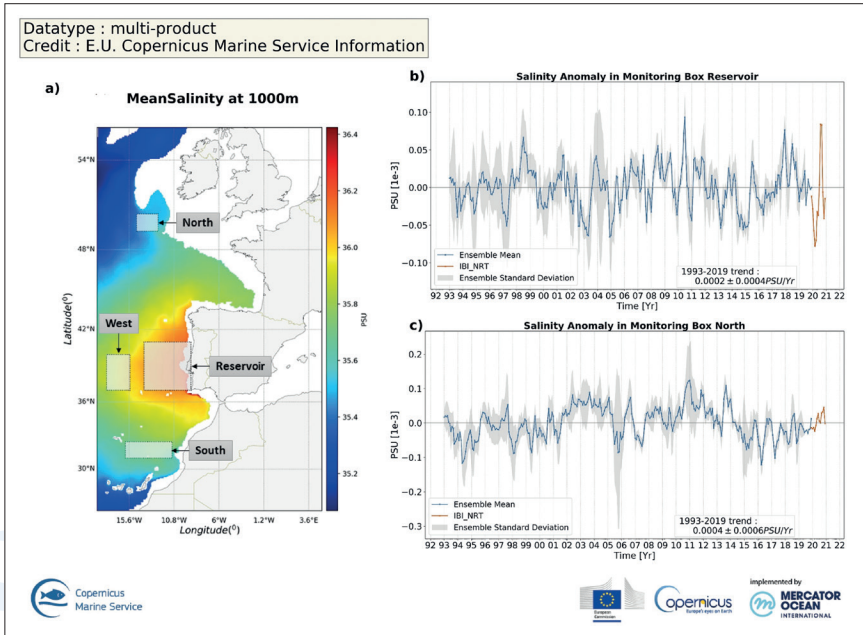 Datatype : multi-product
Credit : E.U. Copernicus Marine Service Information
a)
MeanSalinity at 1000m
54°N
48°N
42°N
36°N
30°N
Latitude(⁰)
15.6°W
10.8°W
6°W
1.2°W
3.6°E
Longitude(⁰)
North
West
Reservoir
South
36.4
36.2
36.0
35.8
35.6
35.4
35.2
PSU
b)
Salinity Anomaly in Monitoring Box Reservoir
0.10
0.05
0.00
−0.05
−0.10
PSU [1e-3]
Ensemble Mean
IBI_NRT
Ensemble Standard Deviation
1993-2019 trend :
0.0002 ± 0.0004PSU/Yr
92 93 94 95 96 97 98 99 00 01 02 03 04 05 06 07 08 09 10 11 12 13 14 15 16 17 18 19 20 21 22
Time [Yr]
c)
Salinity Anomaly in Monitoring Box North
0.2
0.1
0.0
−0.1
−0.2
−0.3
PSU [1e-3]
Ensemble Mean
IBI_NRT
Ensemble Standard Deviation
1993-2019 trend :
0.0004 ± 0.0006PSU/Yr
92 93 94 95 96 97 98 99 00 01 02 03 04 05 06 07 08 09 10 11 12 13 14 15 16 17 18 19 20 21 22
Time [Yr]
Copernicus
Marine Service
European
Commission
opernicus
Europe's eyes on Earth
implemented by
MERCATOR
OCEAN
INTERNATIONAL